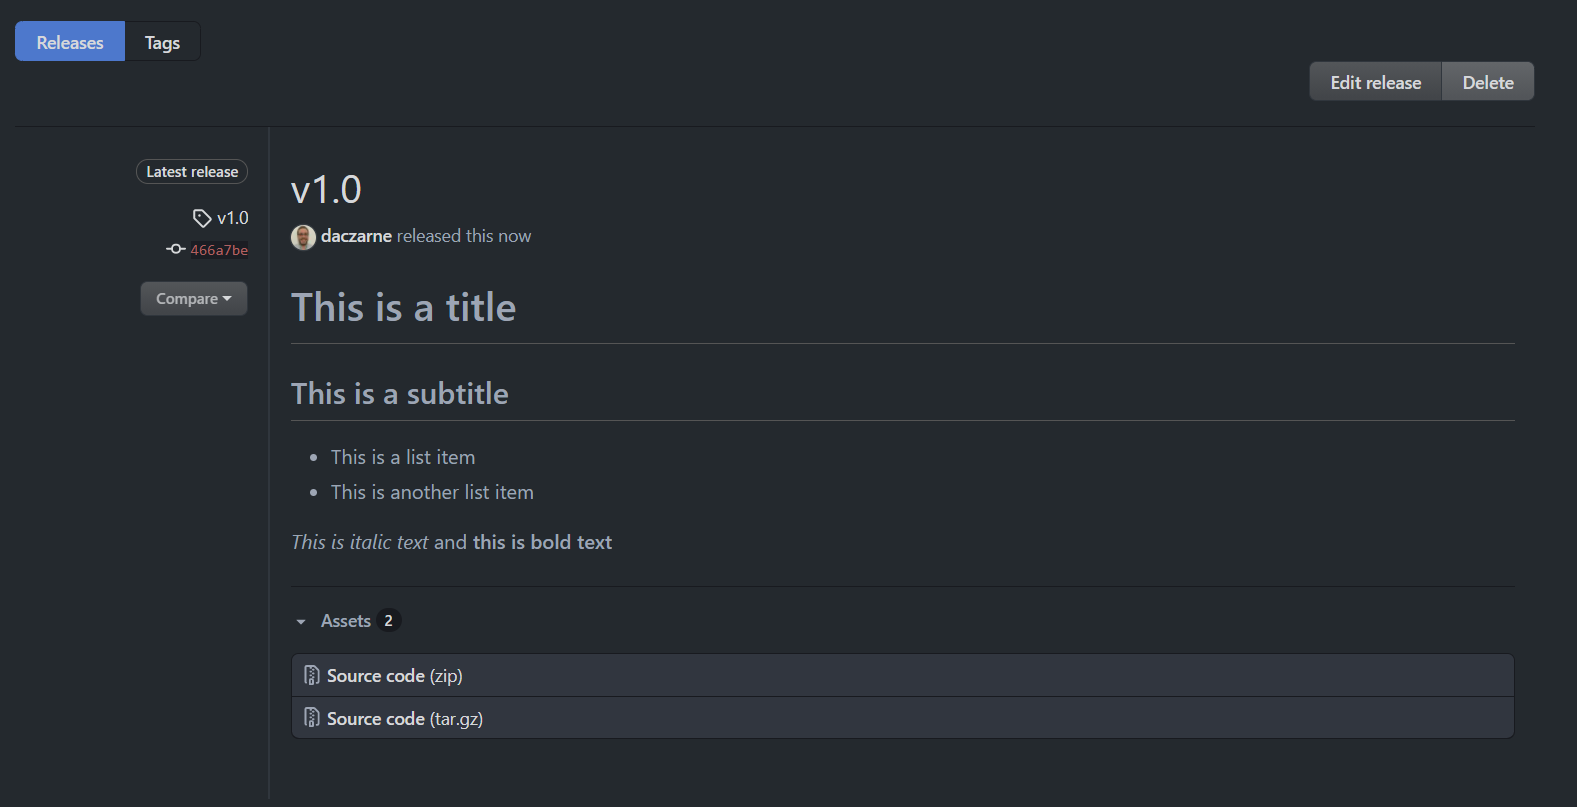 Releases Tags
Edit release Delete
Latest release
v1.0
466a7be
Compare
v1.0
daczarne released this now
This is a title
This is a subtitle
This is a list item
This is another list item
This is italic text and this is bold text
Assets 2
Source code (zip)
Source code (tar.gz)